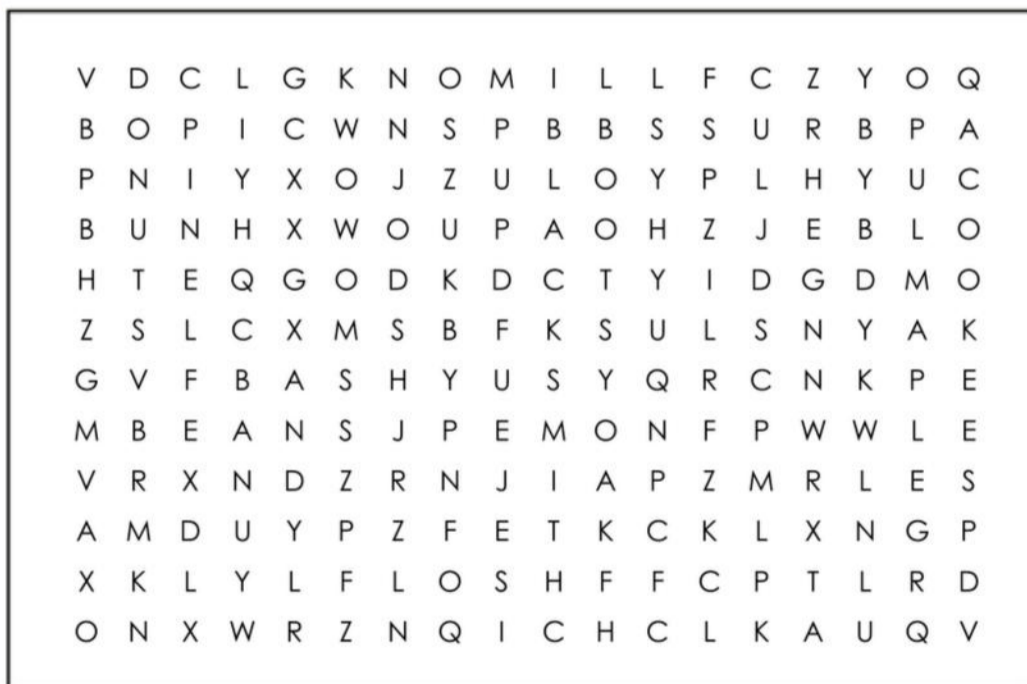 V D C L G K N O M I L L F C Z Y O Q
B O P I C W N S P B B S S U R B P A
P N I Y X O J Z U L O Y P L H Y U C
B U N H X W O U P A O H Z J E B L O
H T E Q G O D K D C T Y I D G D M O
Z S L C X M S B F K S U L S N Y A K
G V F B A S H Y U S Y Q R C N K P E
M B E A N S J P E M O N F P W W L E
V R X N D Z R N J I A P Z M R L E S
A M D U Y P Z F E T K C K L X N G P
X K L Y L F L O S H F F C P T L R D
O N X W R Z N Q I C H C L K A U Q V